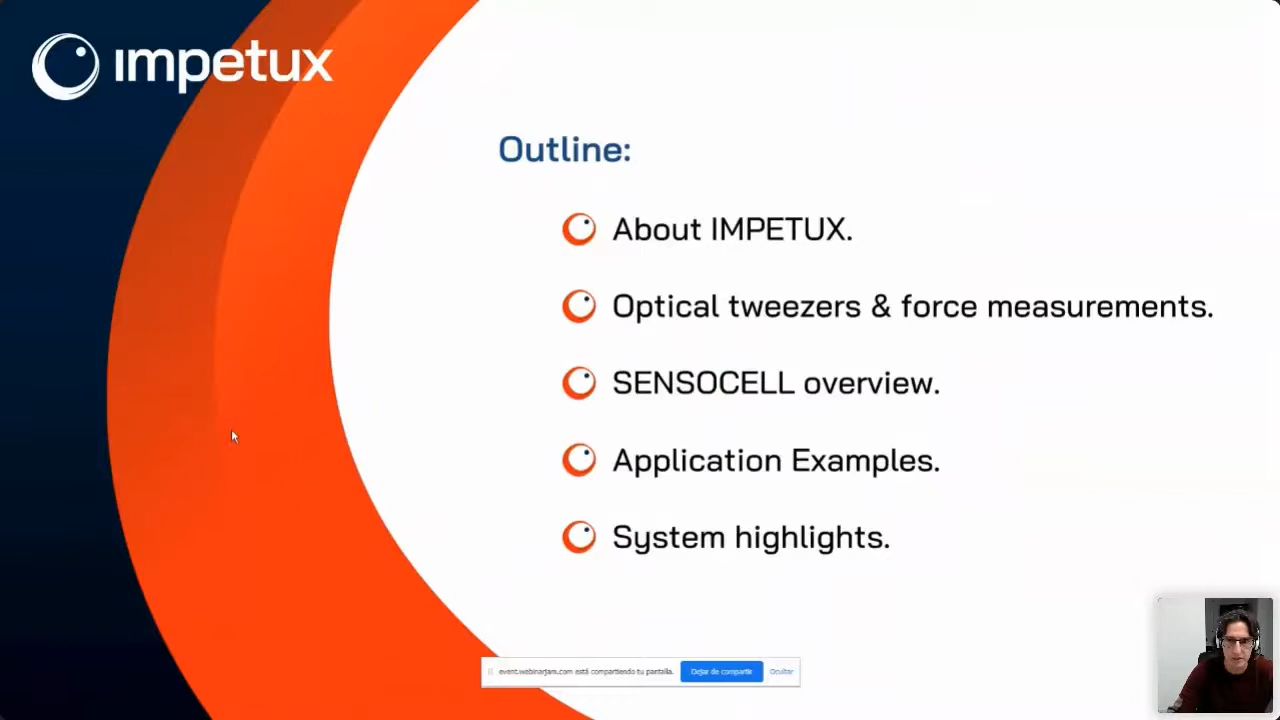 impetux
Outline:
About IMPETUX.
Optical tweezers & force measurements.
SENSOCELL overview.
Application Examples.
System highlights.
event.webinarjam.com está compartiendo tu pantalla. Dejar de compartir Ocultar